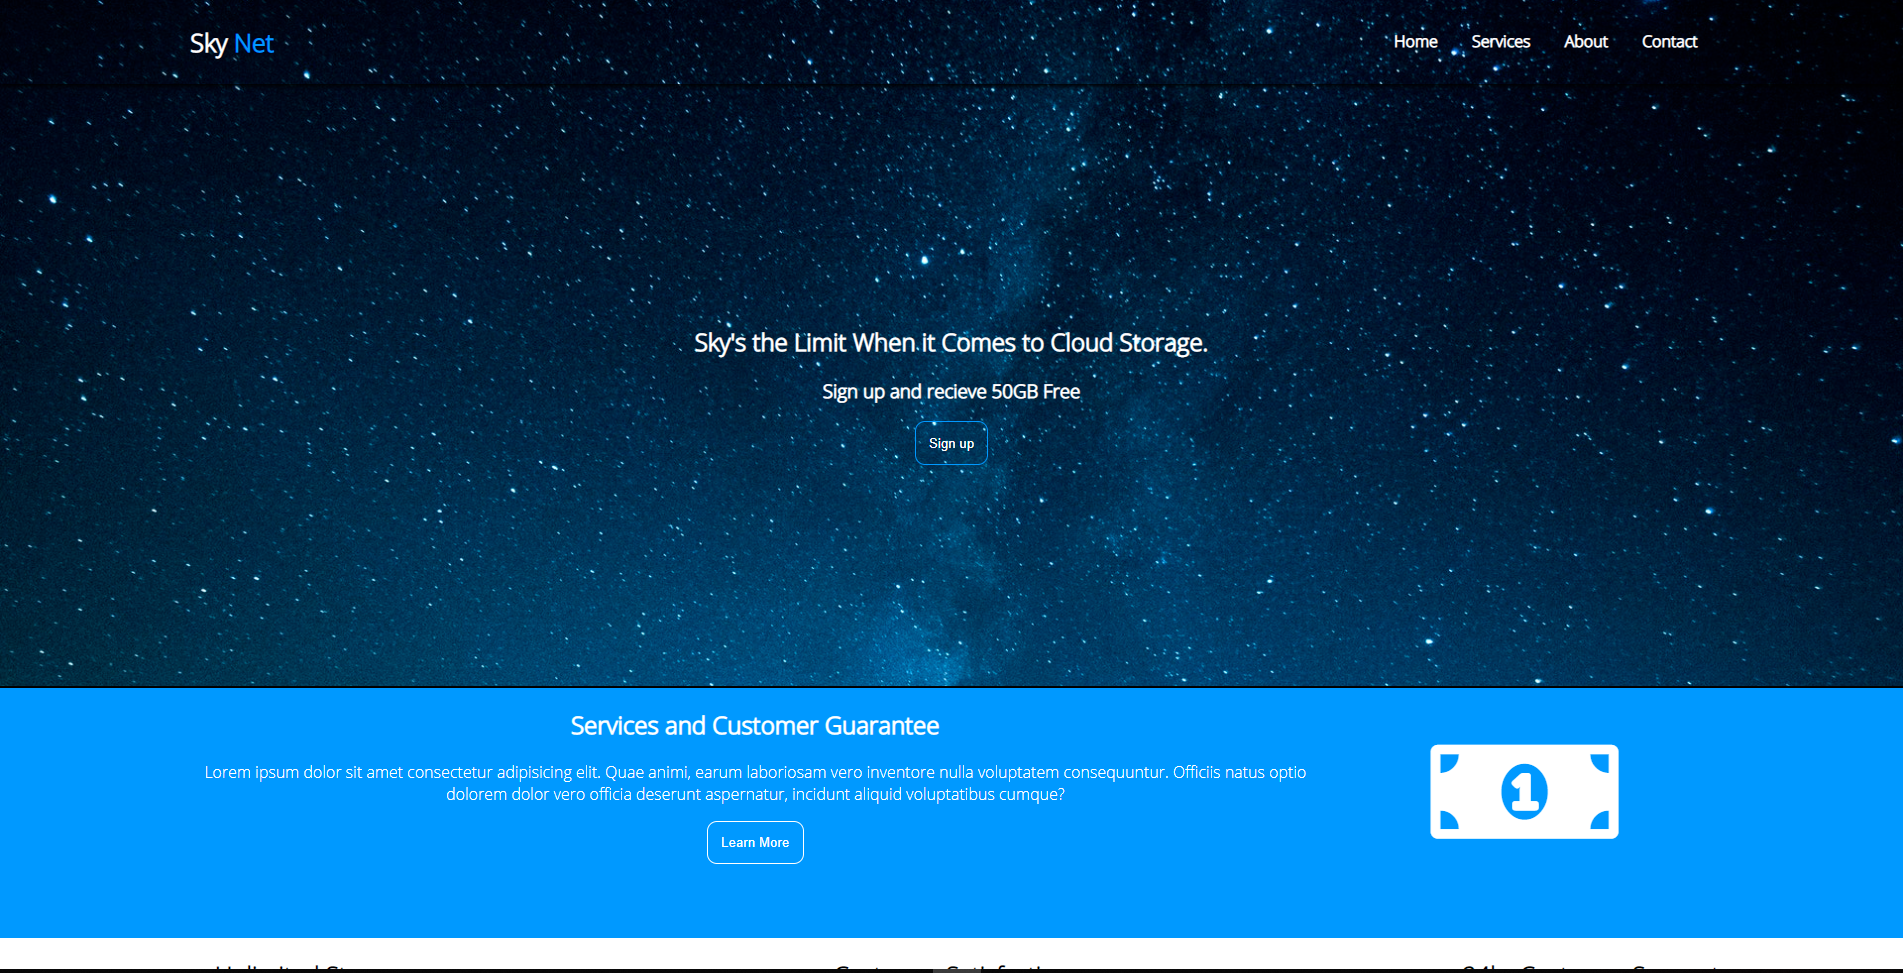 Sky Net
Home Services About Contact
Sky's the Limit When it Comes to Cloud Storage.
Sign up and recieve 50GB Free
Sign up
Services and Customer Guarantee
Lorem ipsum dolor sit amet consectetur adipisicing elit. Quae animi, earum laboriosam vero inventore nulla voluptatem consequuntur. Officiis natus optio
dolorem dolor vero officia deserunt aspernatur, incidunt aliquid voluptatibus cumque?
Learn More
1